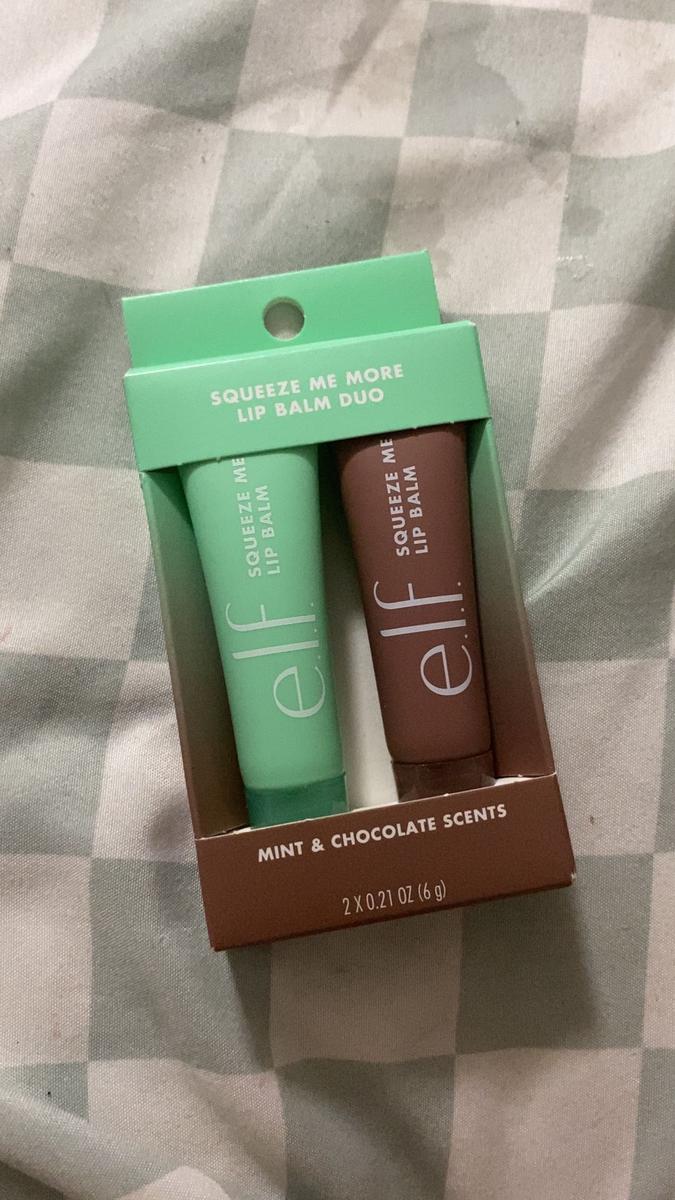 SQUEEZE ME MORE
LIP BALM DUO
SQUEEZE ME
LIP BALM
e.l.f.
SQUEEZE ME
LIP BALM
e.l.f.
MINT & CHOCOLATE SCENTS
2 X 0.21 OZ (6 g)